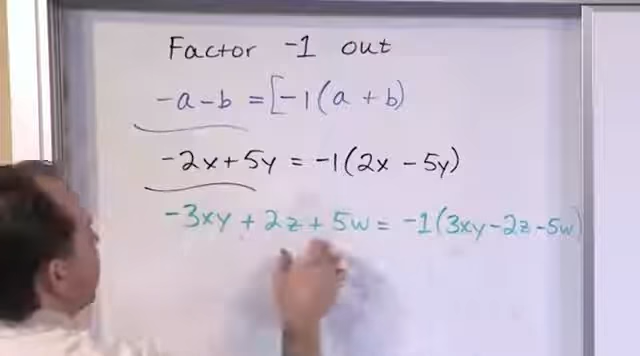 Factor -1 out
-a-b = [-1(a + b)
-2x+5y = -1(2x - 5y)
-3xy + 2z + 5w = -1(3xy-2z-5w)